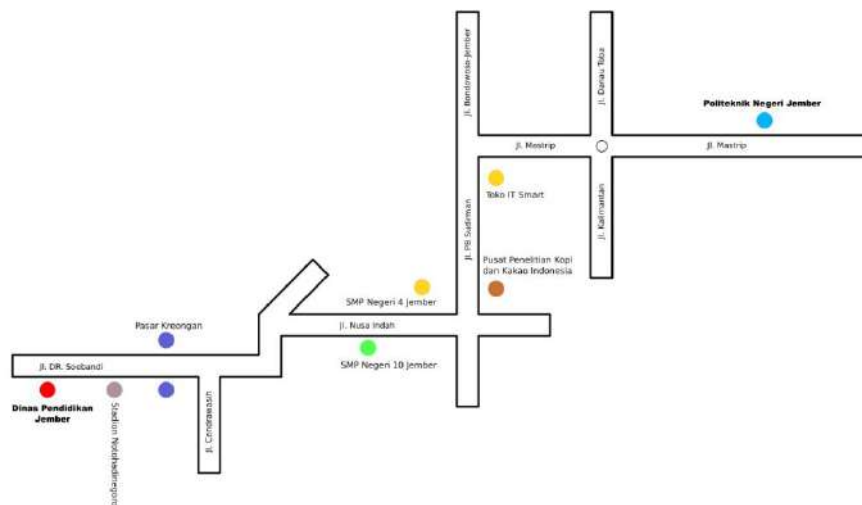 Jl. Bondowoso-Jember
Jl. Danau Toba
Politeknik Negeri Jember
Jl. Mastrip
Jl. Mastrip
Toko IT Smart
Jl. PB Sudirman
Jl. Kalimantan
Pusat Penelitian Kopi
dan Kakao Indonesia
SMP Negeri 4 Jember
Pasar Kreongan
Jl. Nusa Indah
Jl. DR. Soebandi
SMP Negeri 10 Jember
Dinas Pendidikan
Jember
Stadion Notohadinegoro
Jl. Cendrawasih